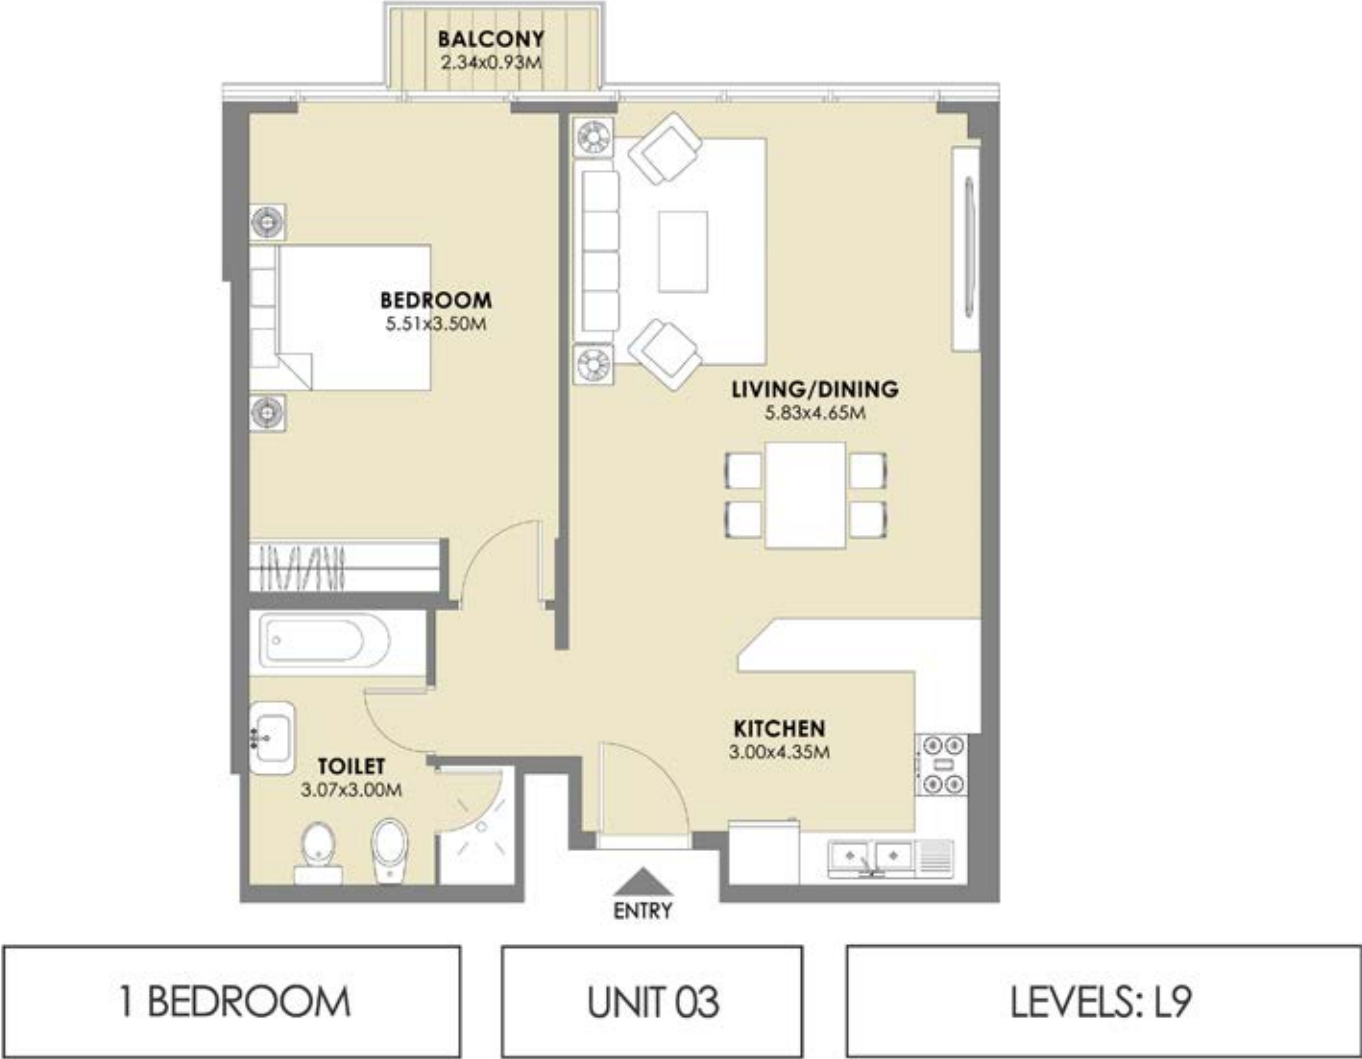 BALCONY
2.34x0.93M
BEDROOM
5.51x3.50M
LIVING/DINING
5.83x4.65M
KITCHEN
3.00x4.35M
TOILET
3.07x3.00M
ENTRY
1 BEDROOM
UNIT 03
LEVELS: L9